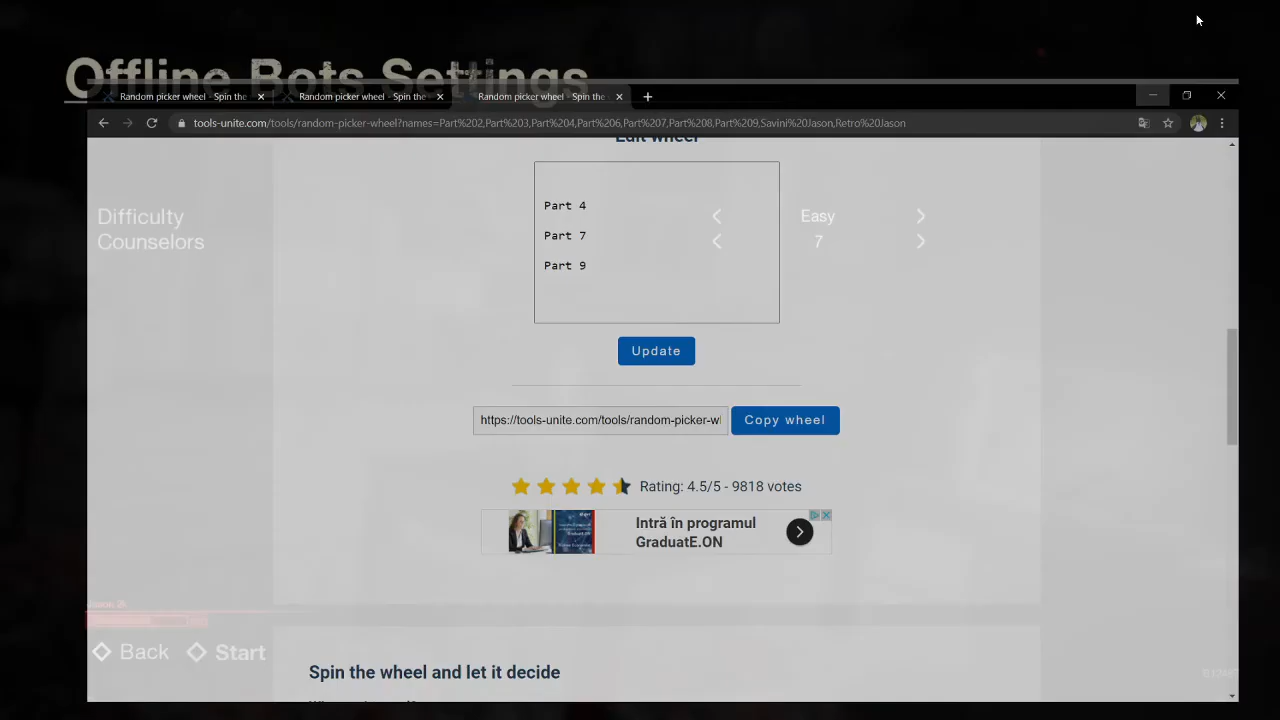 Offline Bots Settings
Random picker wheel - Spin the
Random picker wheel - Spin the
Random picker wheel - Spin the
tools-unite.com/tools/random-picker-wheel?names=Part%202,Part%203,Part%204,Part%206,Part%207,Part%208,Part%209,Savini%20Jason,Retro%20Jason
Edit wheel
Part 4
Part 7
Part 9
Difficulty
Easy
Counselors
7
Update
https://tools-unite.com/tools/random-picker-w
Copy wheel
Rating: 4.5/5 - 9818 votes
Intră în programul
GraduatE.ON
Back
Start
Spin the wheel and let it decide